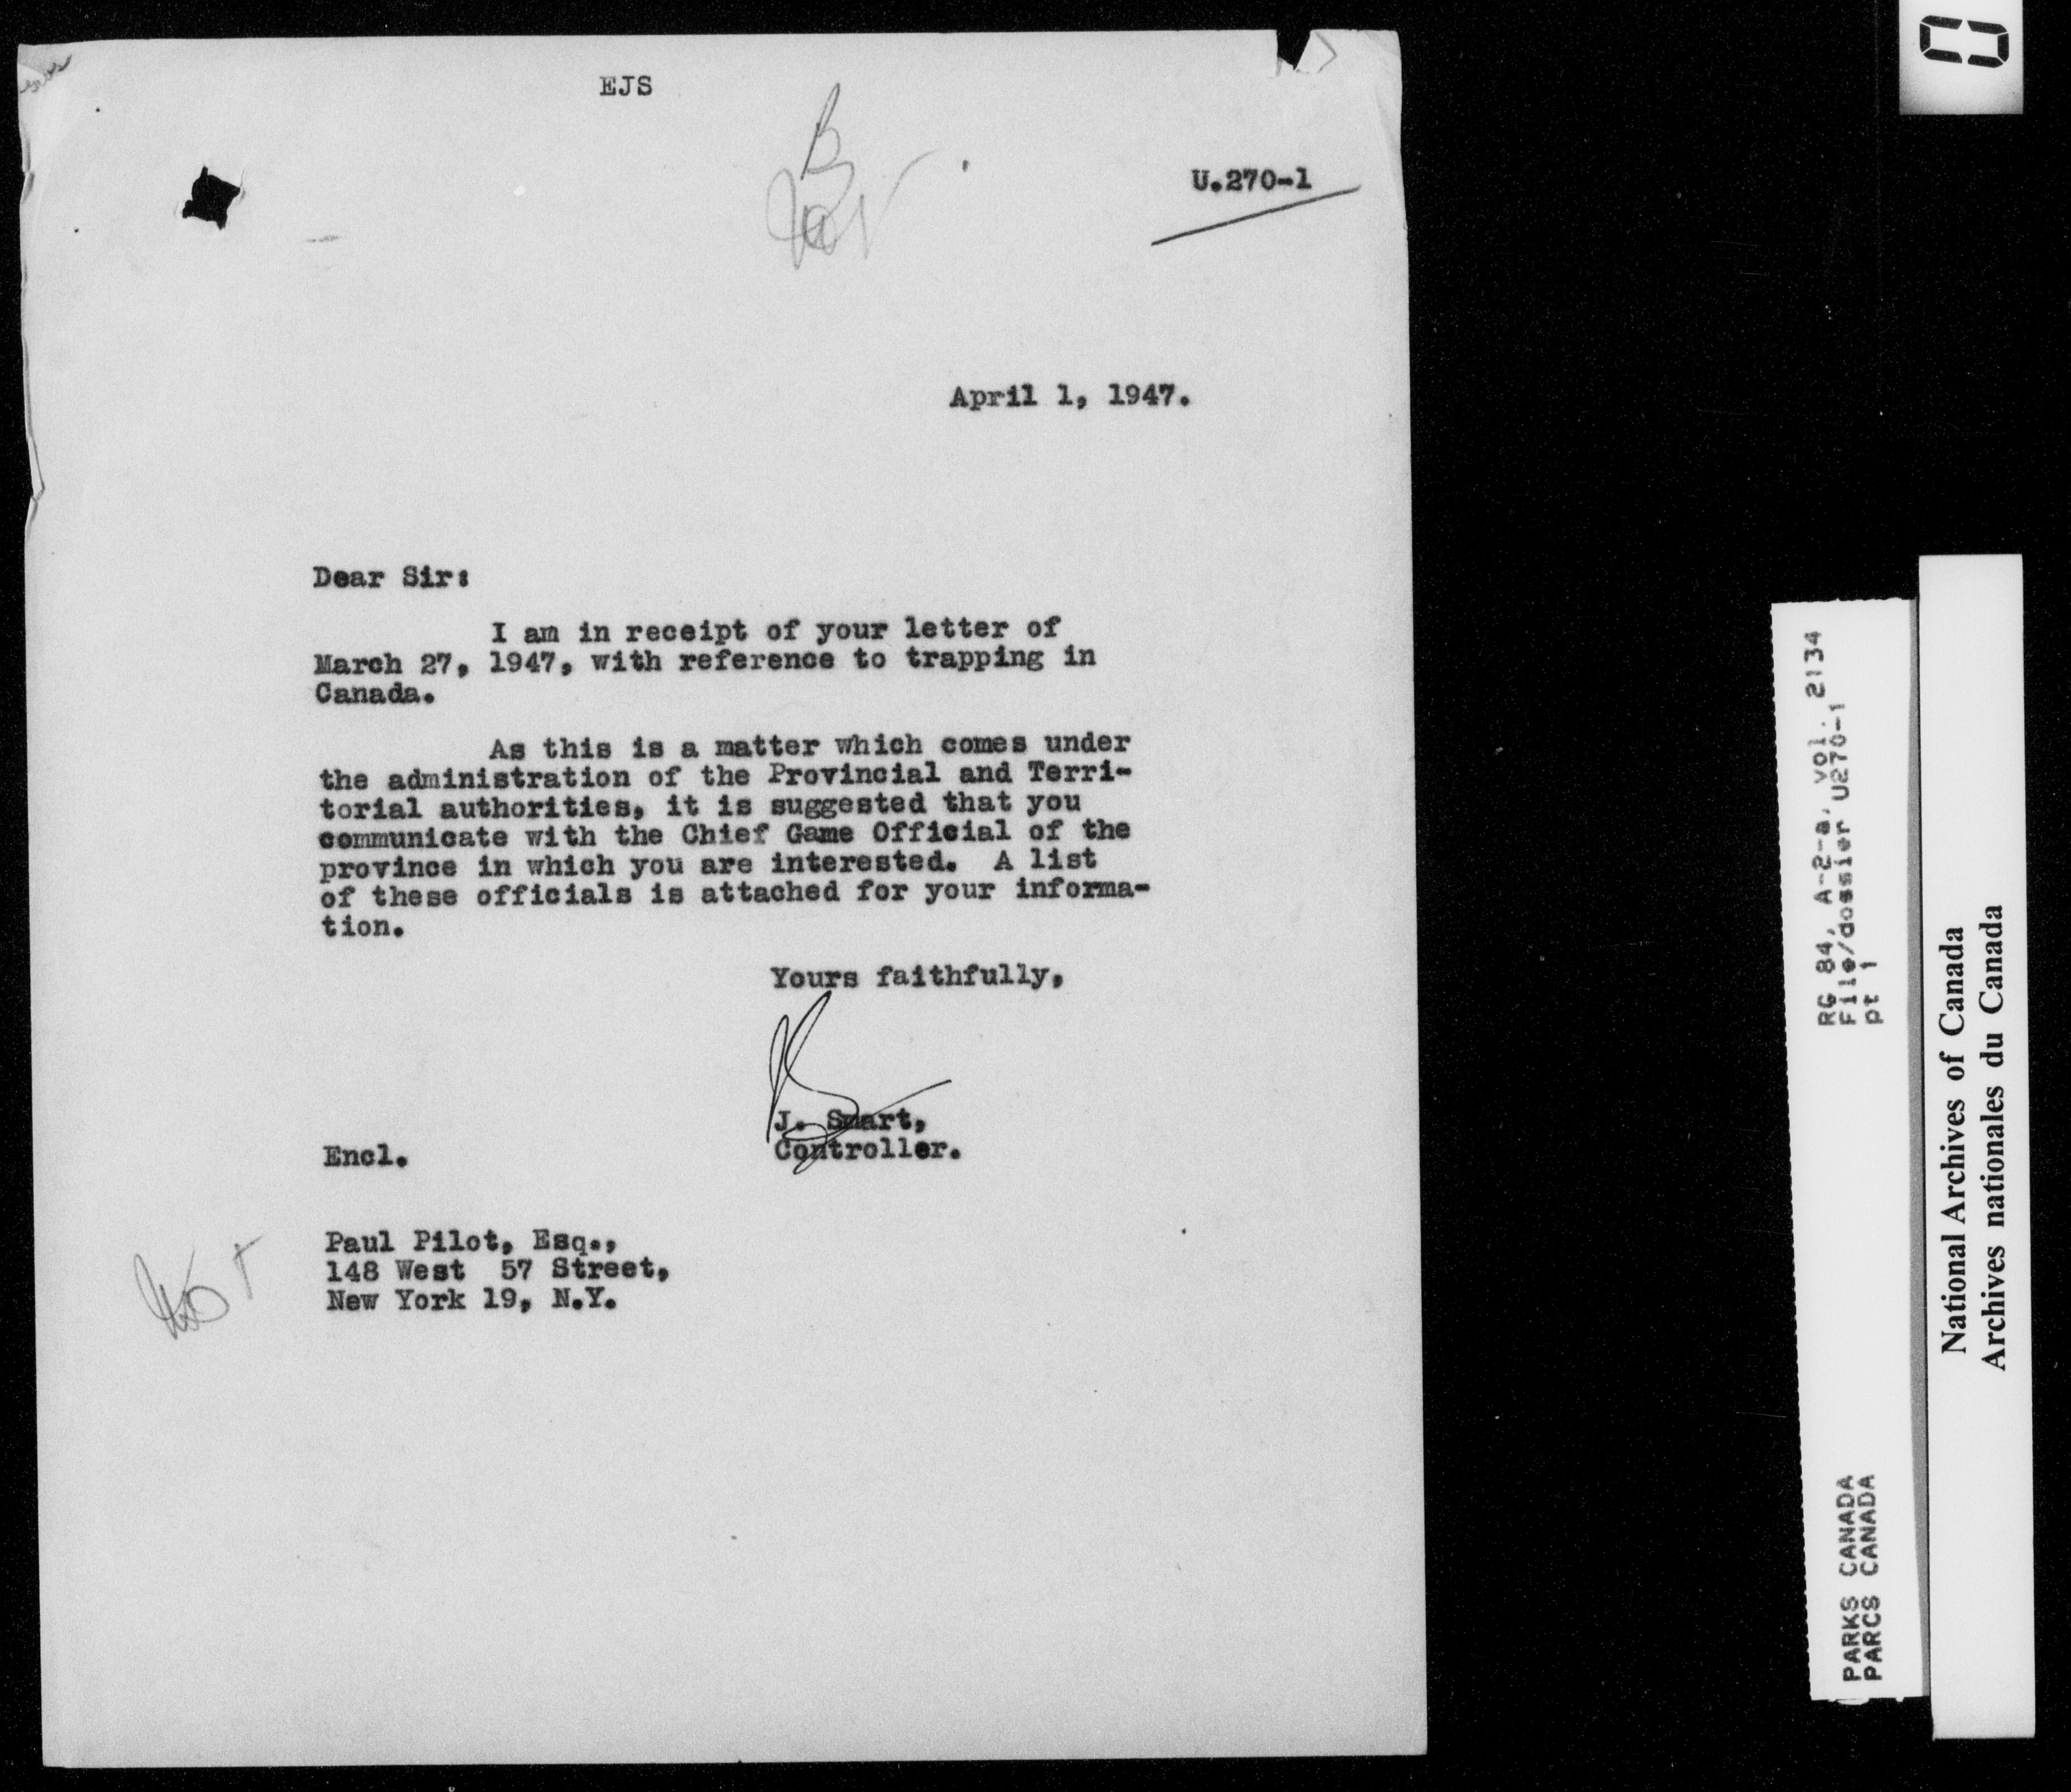 EJS
U.270-1
April 1, 1947.
Dear Sir:
I am in receipt of your letter of
March 27, 1947, with reference to trapping in
Canada.
As this is a matter which comes under
the administration of the Provincial and Terri-
torial authorities, it is suggested that you
communicate with the Chief Game Official of the
province in which you are interested. A list
of these officials is attached for your informa-
tion.
Yours faithfully,
J. Smart,
Controller.
Encl.
Paul Pilot, Esq.,
148 West 57 Street,
New York 19, N.Y.
RG 84, A-2-a, vol. 2134
File/dossier U270-1
pt 1
PARKS CANADA
PARCS CANADA
National Archives of Canada
Archives nationales du Canada